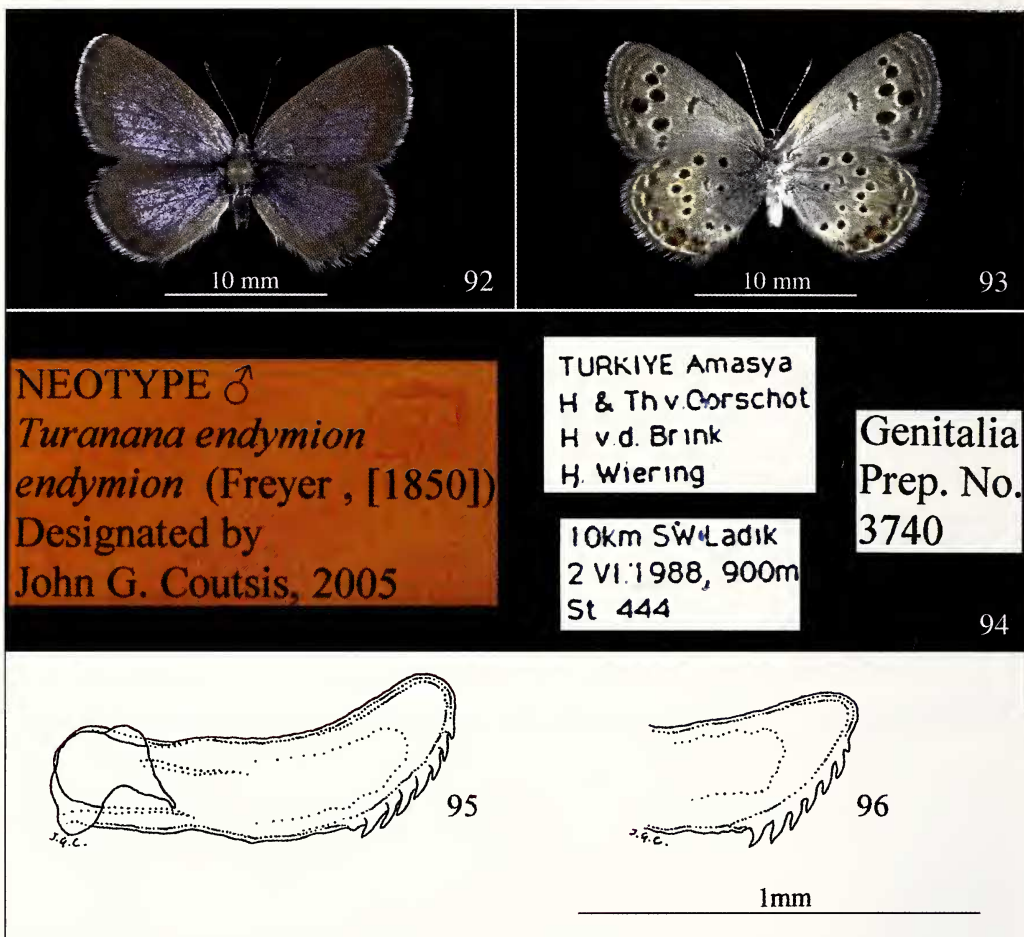 10 mm
92
10 mm
93
NEOTYPE ♂
Turanana endymion
endymion (Freyer , [1850])
Designated by
John G. Coutsis, 2005
TURKIYE Amasya
H & Th v. Oorschot
H v.d. Brink
H. Wiering
10km SW Ladik
2 VI. 1988, 900m
St 444
Genitalia
Prep. No.
3740
94
J.G.C.
95
J.G.C.
96
1mm